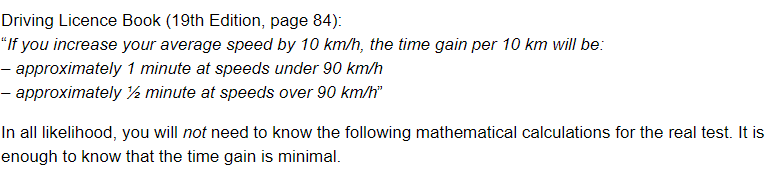 Driving Licence Book (19th Edition, page 84):
“If you increase your average speed by 10 km/h, the time gain per 10 km will be:
– approximately 1 minute at speeds under 90 km/h
– approximately ½ minute at speeds over 90 km/h”
In all likelihood, you will not need to know the following mathematical calculations for the real test. It is
enough to know that the time gain is minimal.